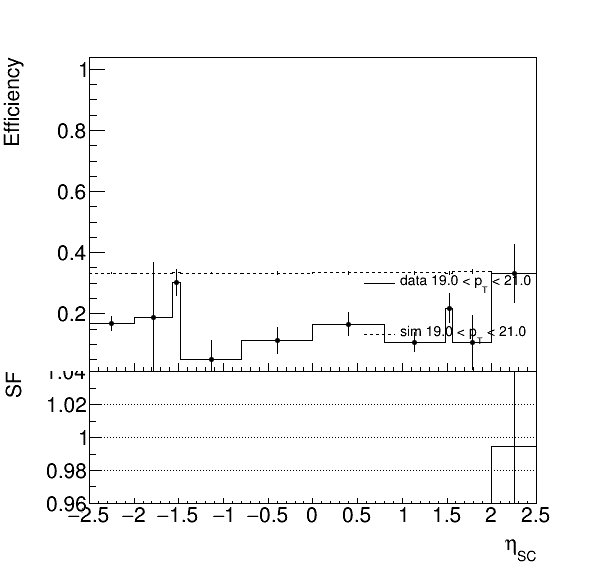 Efficiency
1
0.8
0.6
0.4
0.2
data 19.0 < p_T < 21.0
sim 19.0 < p_T < 21.0
SF
1.04
1.02
1
0.98
0.96
−2.5 −2 −1.5 −1 −0.5 0 0.5 1 1.5 2 2.5
η_SC